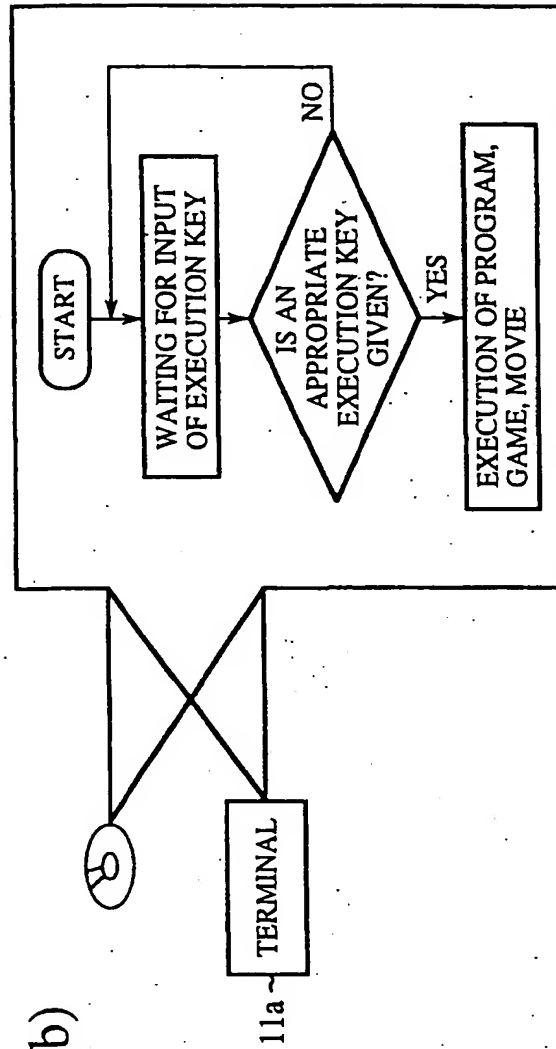 b)
11a
TERMINAL
START
WAITING FOR INPUT
OF EXECUTION KEY
IS AN
APPROPRIATE
EXECUTION KEY
GIVEN?
NO
YES
EXECUTION OF PROGRAM,
GAME, MOVIE